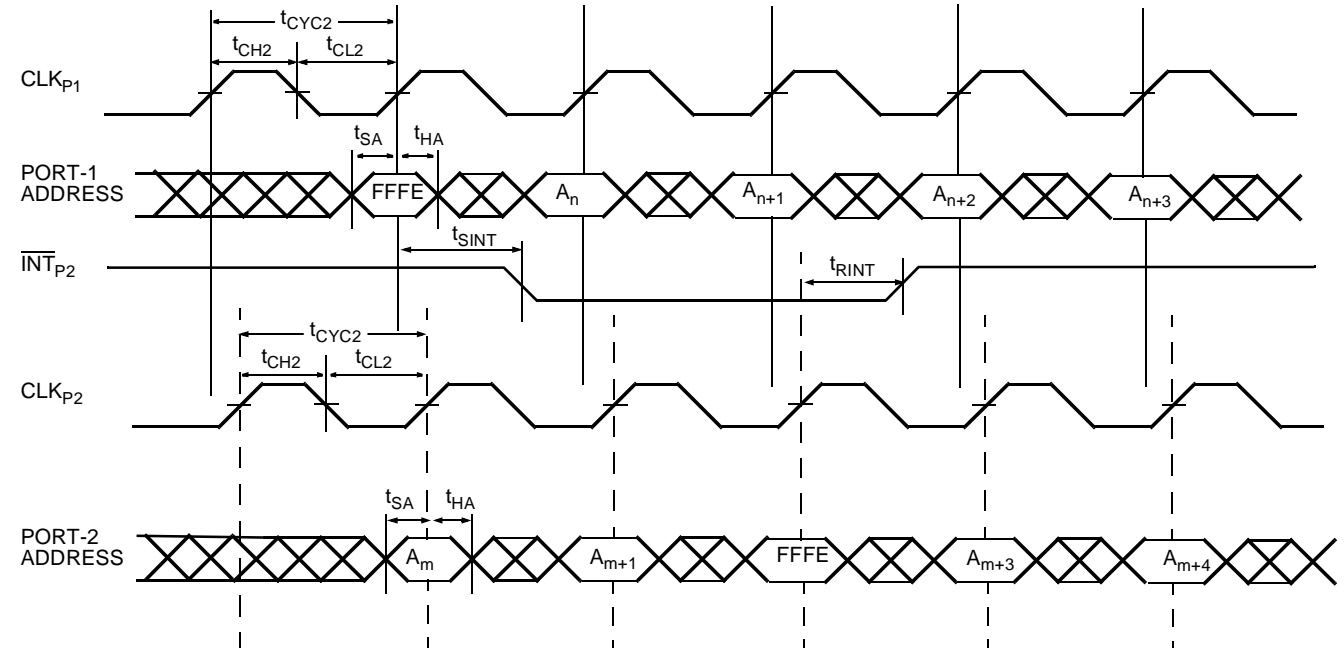 tCYC2
tCH2 tCL2
CLKP1
tSA tHA
PORT-1
ADDRESS
FFFE An An+1 An+2 An+3
tSINT
INTP2
tRINT
tCYC2
tCH2 tCL2
CLKP2
tSA tHA
PORT-2
ADDRESS
Am Am+1 FFFE Am+3 Am+4